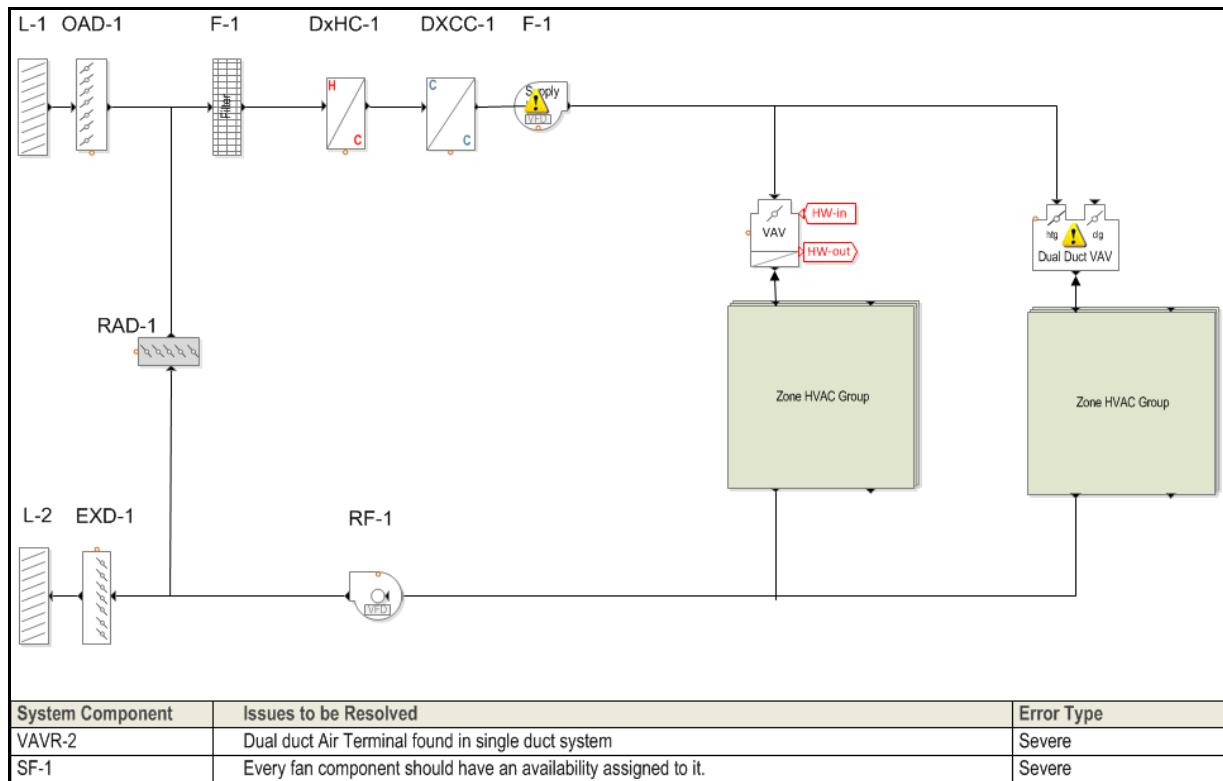 L-1 OAD-1 F-1 DxHC-1 DXCC-1 F-1
Filter
H
C
C
C
Supply
VFD
VAV
HW-in
HW-out
htg clg
Dual Duct VAV
RAD-1
Zone HVAC Group
Zone HVAC Group
L-2 EXD-1 RF-1
VFD
System Component Issues to be Resolved Error Type
VAVR-2 Dual duct Air Terminal found in single duct system Severe
SF-1 Every fan component should have an availability assigned to it. Severe